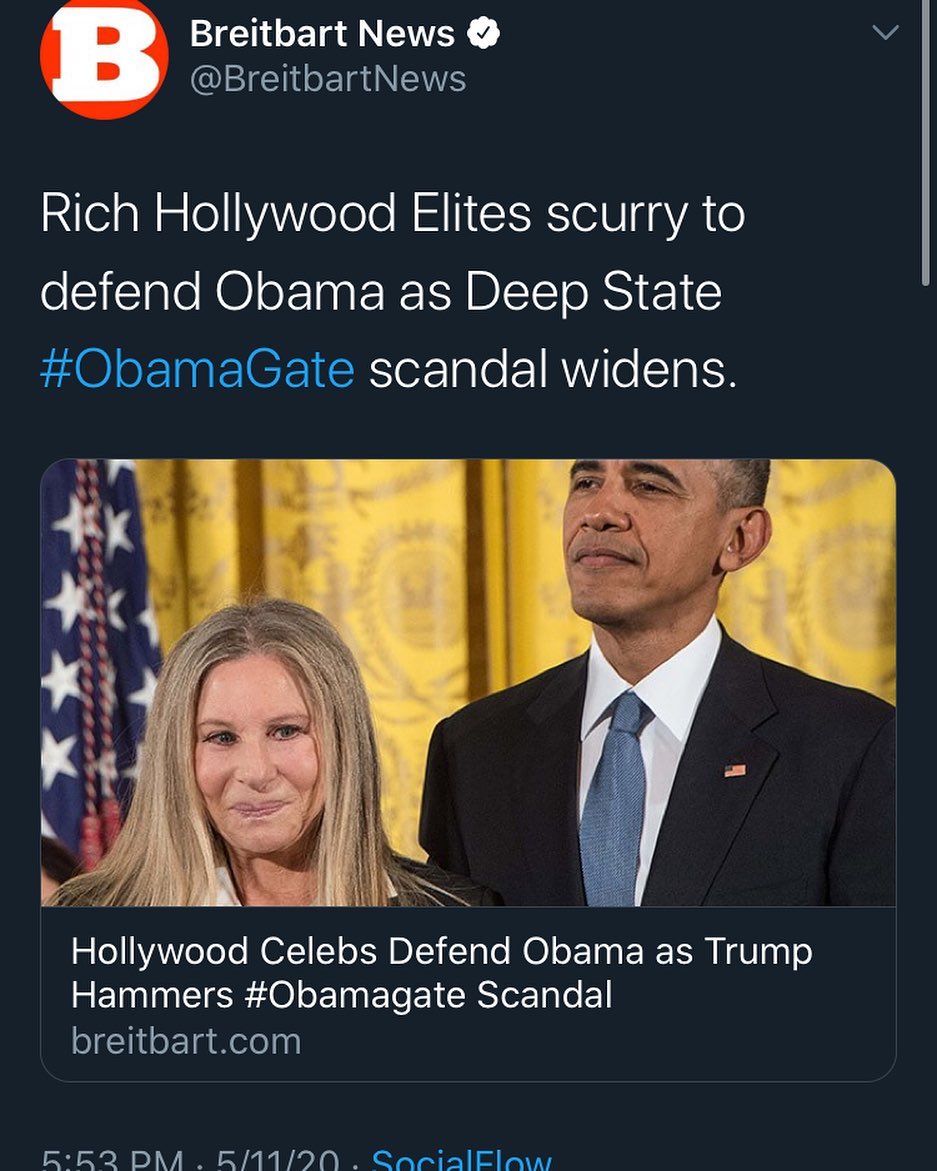 B
Breitbart News
@BreitbartNews
Rich Hollywood Elites scurry to
defend Obama as Deep State
#ObamaGate scandal widens.
Hollywood Celebs Defend Obama as Trump
Hammers #Obamagate Scandal
breitbart.com
5:53 PM · 5/11/20 · SocialFlow